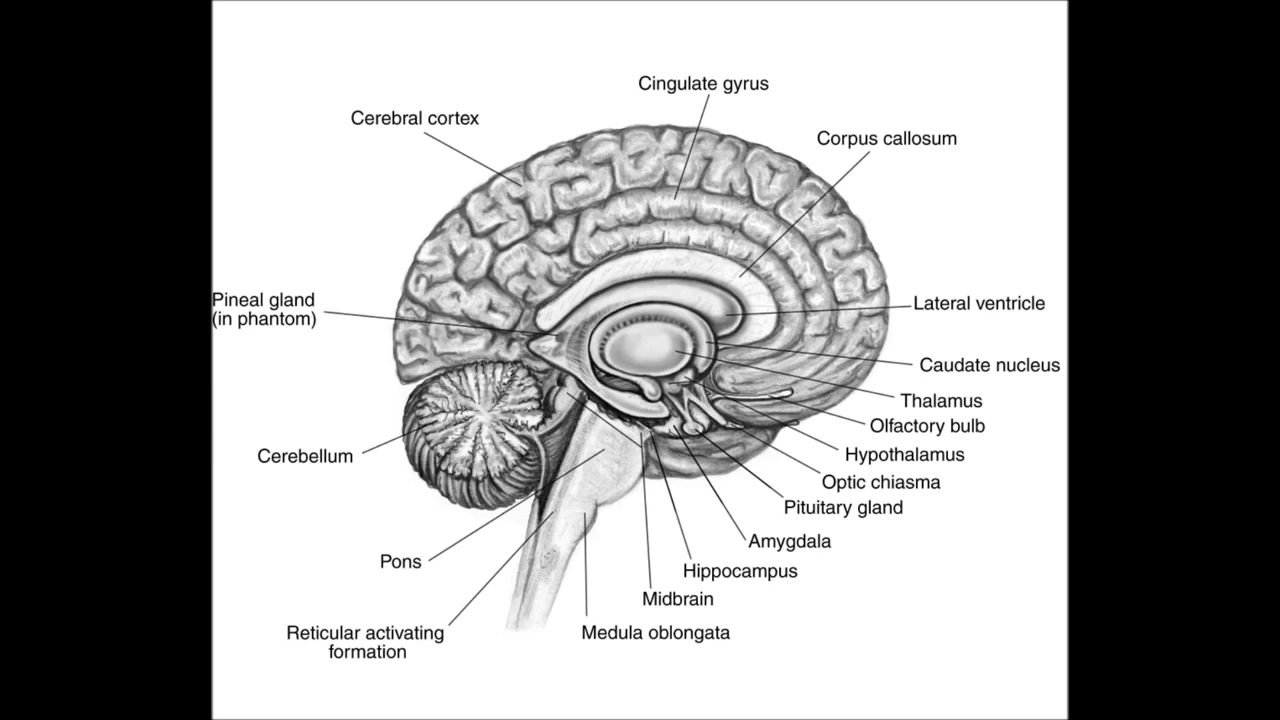 Cingulate gyrus
Cerebral cortex
Corpus callosum
Pineal gland
(in phantom)
Lateral ventricle
Caudate nucleus
Thalamus
Olfactory bulb
Cerebellum
Hypothalamus
Optic chiasma
Pituitary gland
Amygdala
Pons
Hippocampus
Midbrain
Reticular activating
formation
Medula oblongata